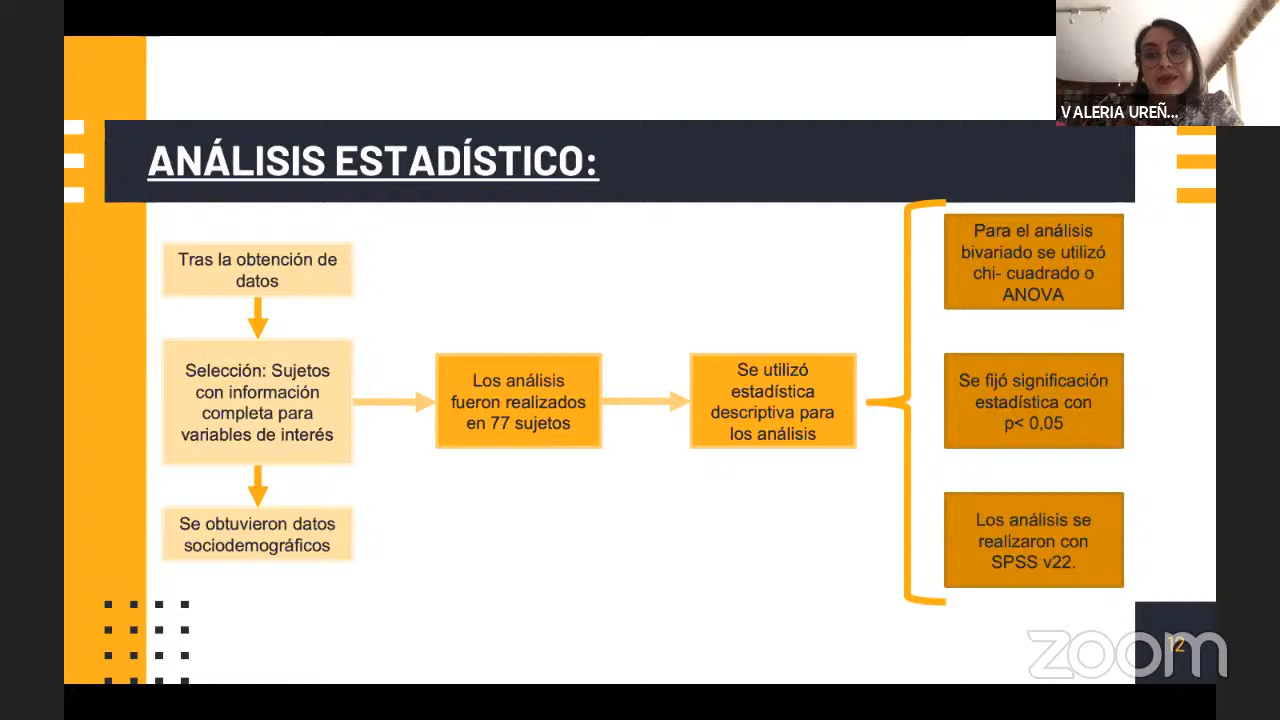 VALERIA UREÑ...
ANÁLISIS ESTADÍSTICO:
Tras la obtención de
datos
Selección: Sujetos
con información
completa para
variables de interés
Se obtuvieron datos
sociodemográficos
Los análisis
fueron realizados
en 77 sujetos
Se utilizó
estadística
descriptiva para
los análisis
Para el análisis
bivariado se utilizó
chi- cuadrado o
ANOVA
Se fijó significación
estadística con
p< 0,05
Los análisis se
realizaron con
SPSS v22.
12
zoom